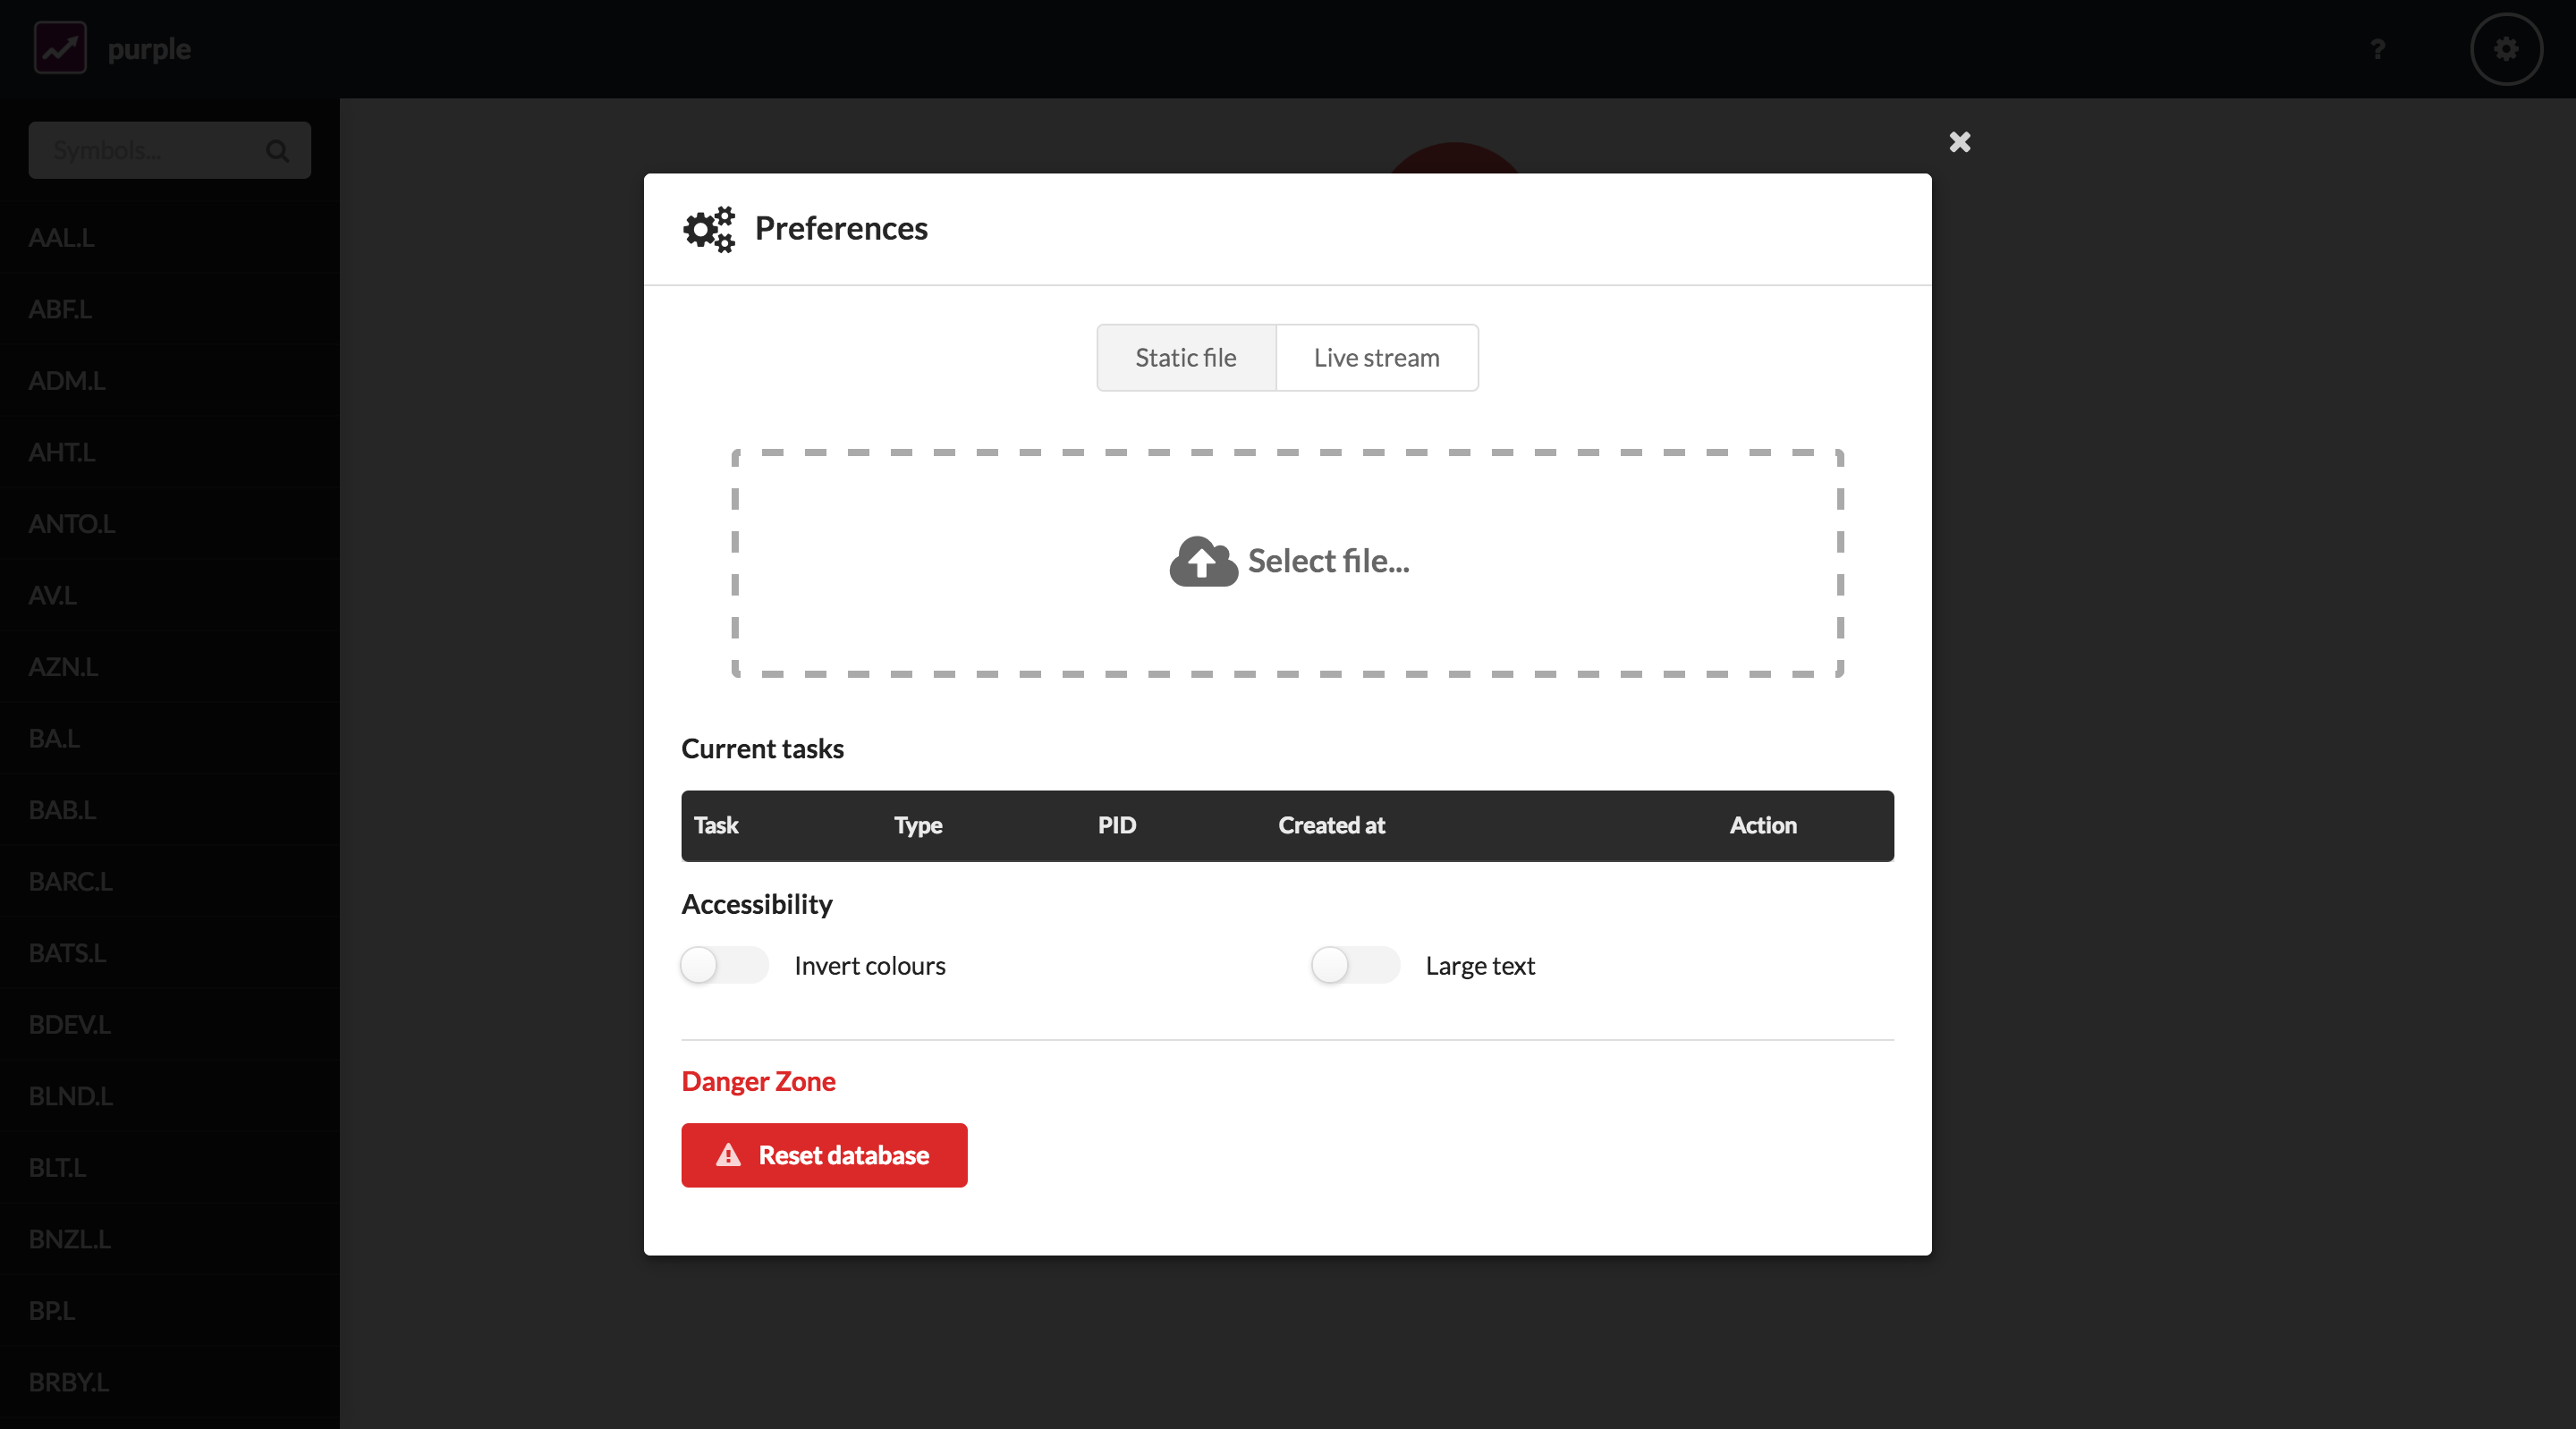 purple
?
Symbols...
AAL.L
ABF.L
ADM.L
AHT.L
ANTO.L
AV.L
AZN.L
BA.L
BAB.L
BARC.L
BATS.L
BDEV.L
BLND.L
BLT.L
BNZL.L
BP.L
BRBY.L
Preferences
Static file Live stream
Select file...
Current tasks
Task Type PID Created at Action
Accessibility
Invert colours Large text
Danger Zone
Reset database